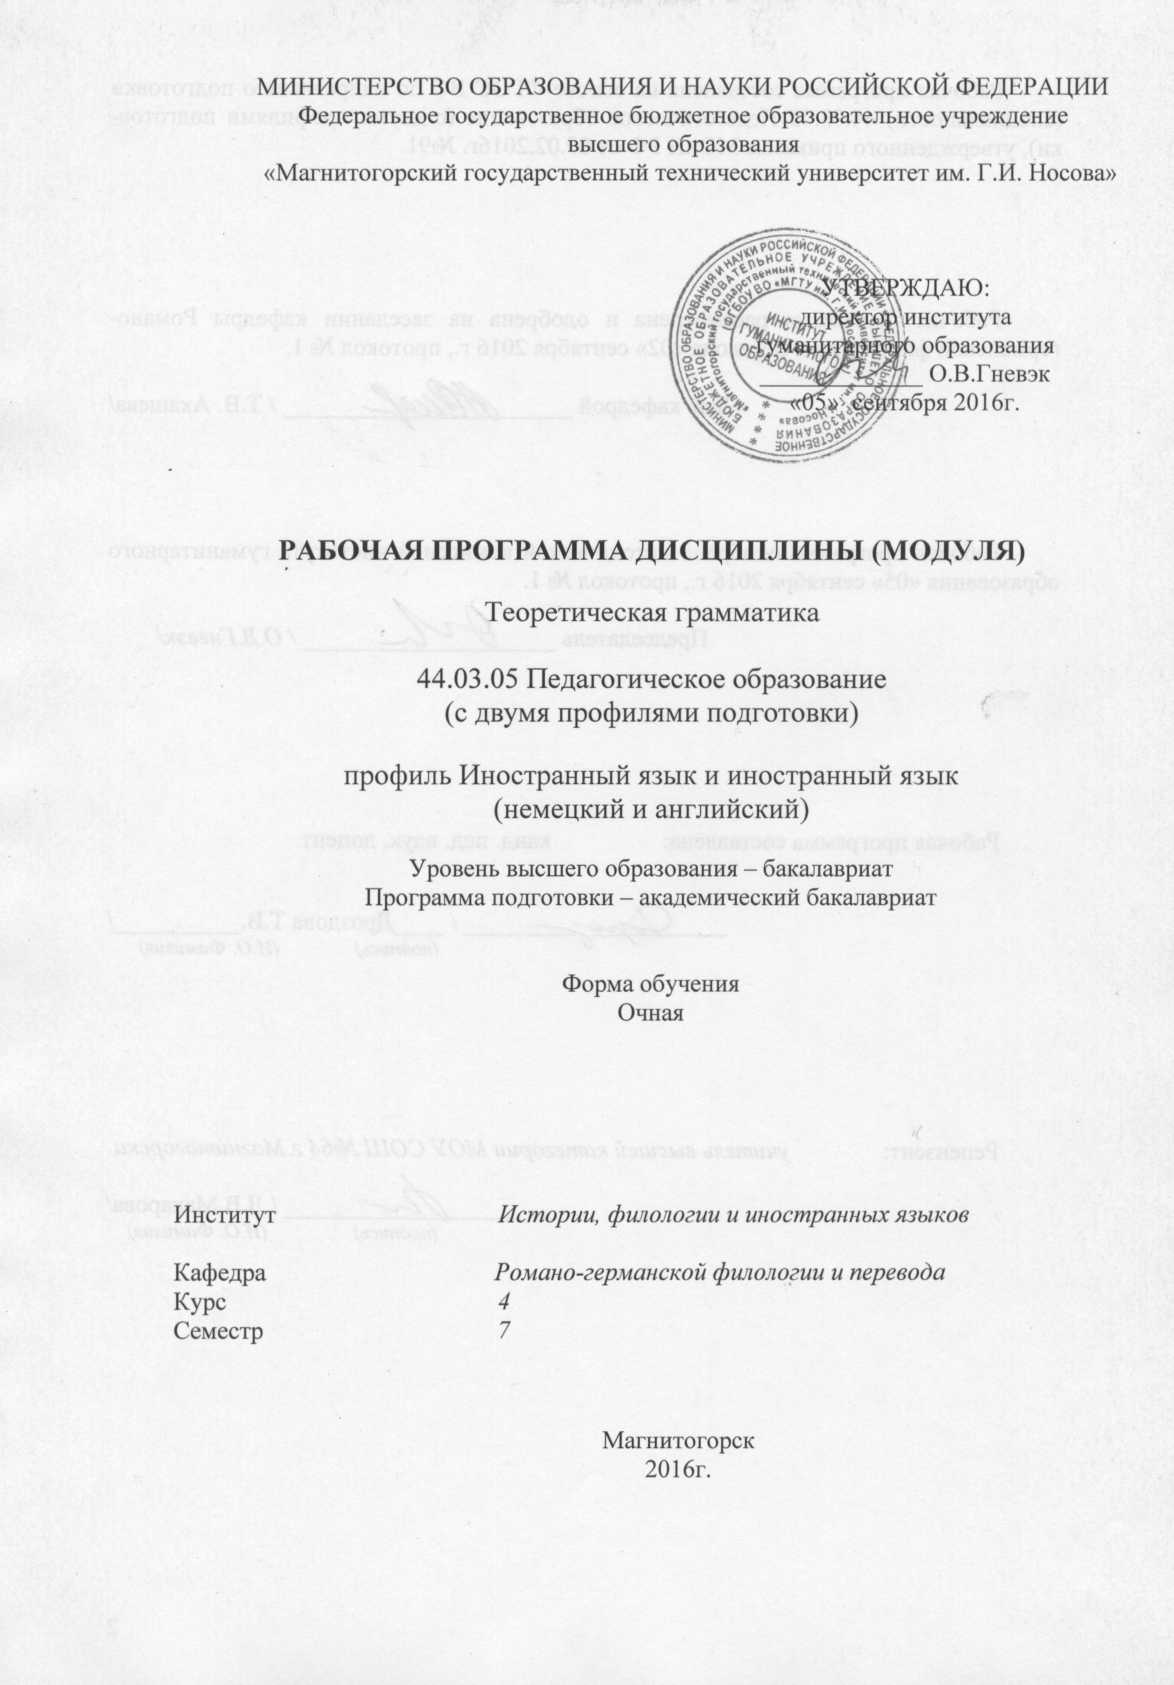 МИНИСТЕРСТВО ОБРАЗОВАНИЯ И НАУКИ РОССИЙСКОЙ ФЕДЕРАЦИИ
Федеральное государственное бюджетное образовательное учреждение
высшего образования
«Магнитогорский государственный технический университет им. Г.И. Носова»
УТВЕРЖДАЮ:
директор института
гуманитарного образования
О.В.Гневэк
«05» сентября 2016г.
ИНСТИТУТ
ГУМАНИТАРНОГО
ОБРАЗОВАНИЯ
РАБОЧАЯ ПРОГРАММА ДИСЦИПЛИНЫ (МОДУЛЯ)
Теоретическая грамматика
44.03.05 Педагогическое образование
(с двумя профилями подготовки)
профиль Иностранный язык и иностранный язык
(немецкий и английский)
Уровень высшего образования – бакалавриат
Программа подготовки – академический бакалавриат
Форма обучения
Очная
Институт Истории, филологии и иностранных языков
Кафедра Романо-германской филологии и перевода
Курс 4
Семестр 7
Магнитогорск
2016г.